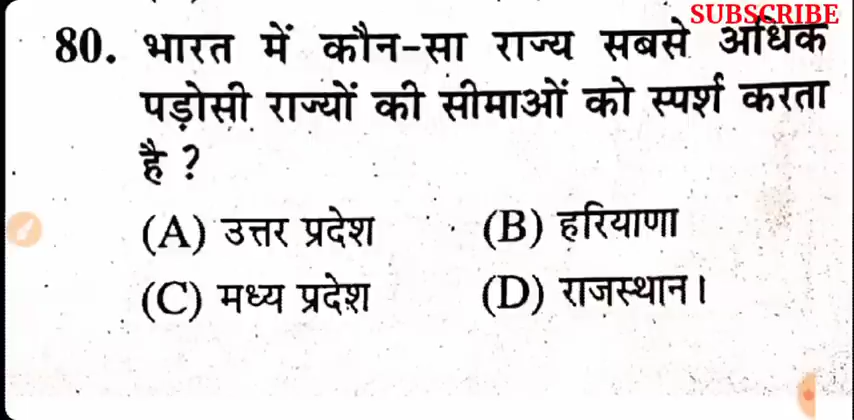 SUBSCRIBE
80. भारत में कौन-सा राज्य सबसे अधिक
पड़ोसी राज्यों की सीमाओं को स्पर्श करता
है ?
(A) उत्तर प्रदेश (B) हरियाणा
(C) मध्य प्रदेश (D) राजस्थान।